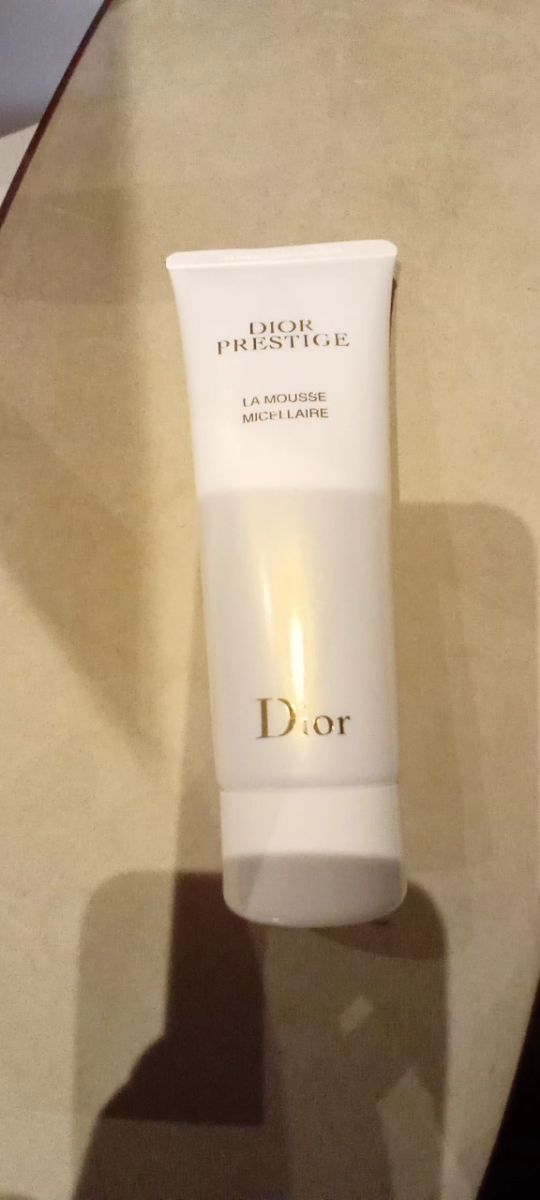 DIOR
PRESTIGE
LA MOUSSE
MICELLAIRE
Dior